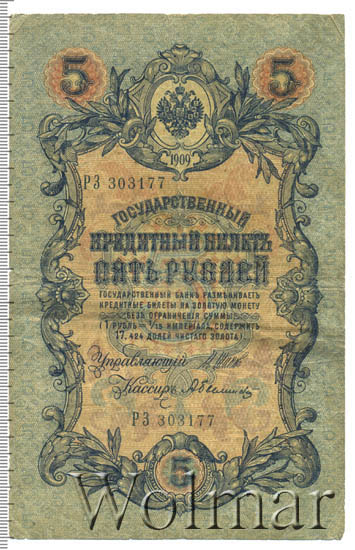 5 5
1909
РЗ 303177
ГОСУДАРСТВЕННЫЙ
КРЕДИТНЫЙ БИЛЕТЪ
ПЯТЬ РУБЛЕЙ
ГОСУДАРСТВЕННЫЙ БАНКЪ РАЗМѢНИВАЕТЪ
КРЕДИТНЫЕ БИЛЕТЫ НА ЗОЛОТУЮ МОНЕТУ
БЕЗЪ ОГРАНИЧЕНІЯ СУММЫ
(1 РУБЛЬ = 1/15 ИМПЕРІАЛА, СОДЕРЖИТЪ
17,424 ДОЛЕЙ ЧИСТАГО ЗОЛОТА).
Управляющій
Кассиръ
РЗ 303177
5
Wolmar